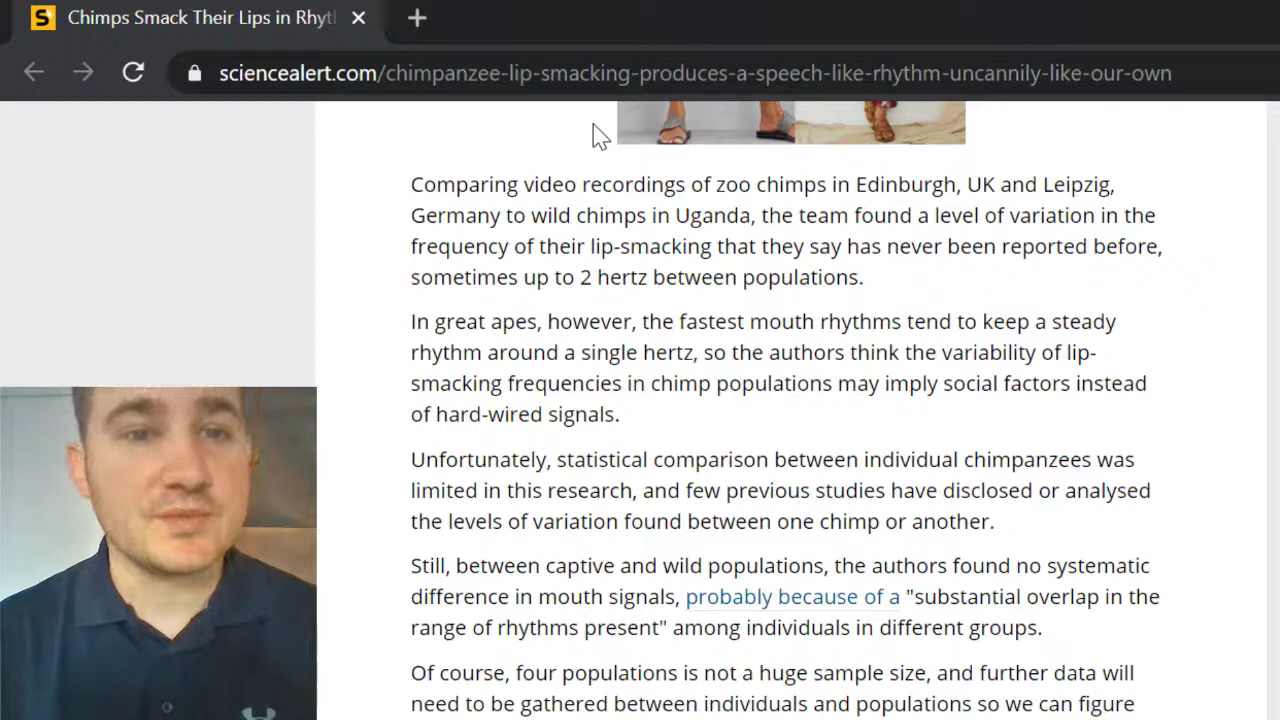 Chimps Smack Their Lips in Rhyt
sciencealert.com/chimpanzee-lip-smacking-produces-a-speech-like-rhythm-uncannily-like-our-own
Comparing video recordings of zoo chimps in Edinburgh, UK and Leipzig,
Germany to wild chimps in Uganda, the team found a level of variation in the
frequency of their lip-smacking that they say has never been reported before,
sometimes up to 2 hertz between populations.
In great apes, however, the fastest mouth rhythms tend to keep a steady
rhythm around a single hertz, so the authors think the variability of lip-
smacking frequencies in chimp populations may imply social factors instead
of hard-wired signals.
Unfortunately, statistical comparison between individual chimpanzees was
limited in this research, and few previous studies have disclosed or analysed
the levels of variation found between one chimp or another.
Still, between captive and wild populations, the authors found no systematic
difference in mouth signals, probably because of a "substantial overlap in the
range of rhythms present" among individuals in different groups.
Of course, four populations is not a huge sample size, and further data will
need to be gathered between individuals and populations so we can figure